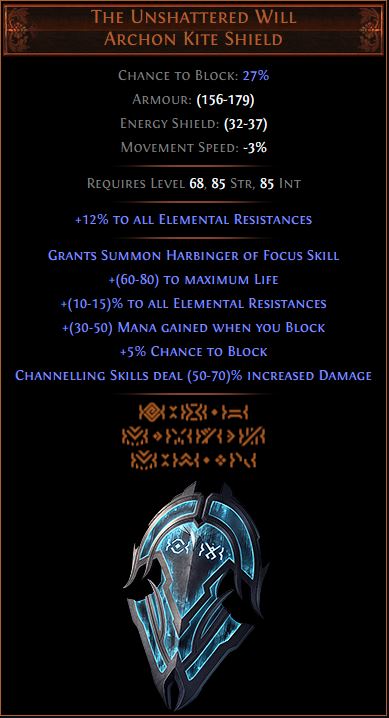 The Unshattered Will
Archon Kite Shield
Chance to Block: 27%
Armour: (156-179)
Energy Shield: (32-37)
Movement Speed: -3%
Requires Level 68, 85 Str, 85 Int
+12% to all Elemental Resistances
Grants Summon Harbinger of Focus Skill
+(60-80) to maximum Life
+(10-15)% to all Elemental Resistances
+(30-50) Mana gained when you Block
+5% Chance to Block
Channelling Skills deal (50-70)% increased Damage